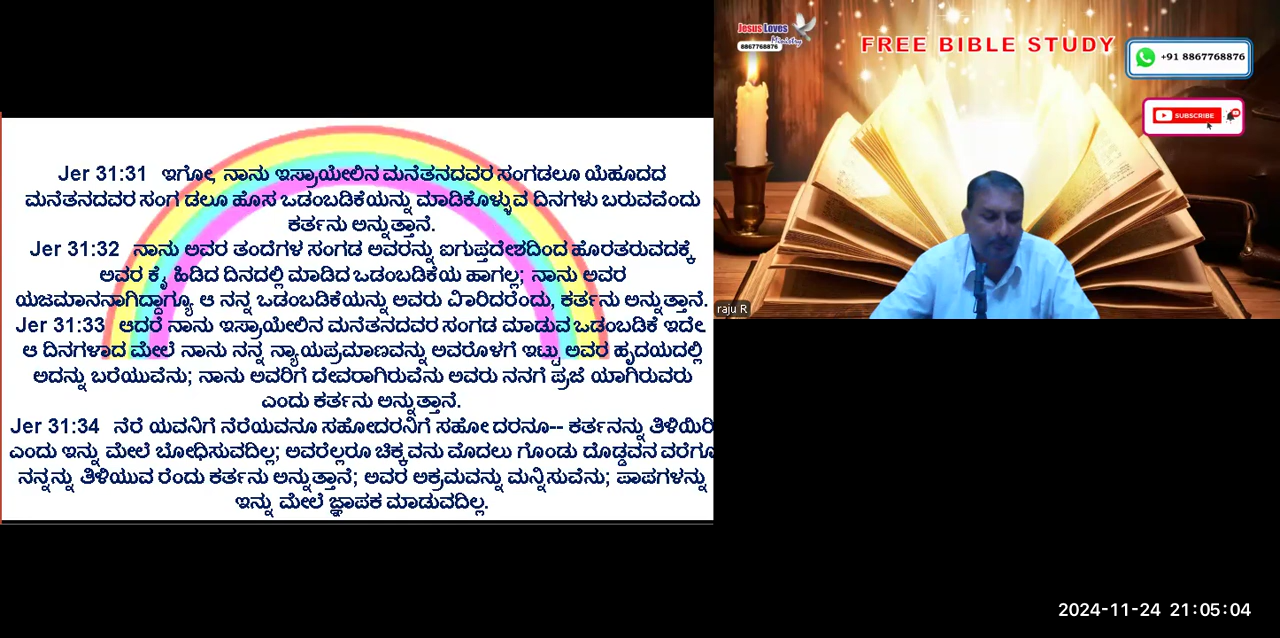 Jer 31:31 ಇಗೋ, ನಾನು ಇಸ್ರಾಯೇಲಿನ ಮನೆತನದವರ ಸಂಗಡಲೂ ಯೆಹೂದದ
ಮನೆತನದವರ ಸಂಗ ಡಲೂ ಹೊಸ ಒಡಂಬಡಿಕೆಯನ್ನು ಮಾಡಿಕೊಳ್ಳುವ ದಿನಗಳು ಬರುವವೆಂದು
ಕರ್ತನು ಅನ್ನುತ್ತಾನೆ.
Jer 31:32 ನಾನು ಅವರ ತಂದೆಗಳ ಸಂಗಡ ಅವರನ್ನು ಐಗುಪ್ತದೇಶದಿಂದ ಹೊರತರುವದಕ್ಕೆ
ಅವರ ಕೈ ಹಿಡಿದ ದಿನದಲ್ಲಿ ಮಾಡಿದ ಒಡಂಬಡಿಕೆಯ ಹಾಗಲ್ಲ; ನಾನು ಅವರ
ಯಜಮಾನನಾಗಿದ್ದಾಗ್ಯೂ ಆ ನನ್ನ ಒಡಂಬಡಿಕೆಯನ್ನು ಅವರು ವಿಾರಿದರೆಂದು, ಕರ್ತನು ಅನ್ನುತ್ತಾನೆ.
Jer 31:33 ಆದರೆ ನಾನು ಇಸ್ರಾಯೇಲಿನ ಮನೆತನದವರ ಸಂಗಡ ಮಾಡುವ ಒಡಂಬಡಿಕೆ ಇದೇ.
ಆ ದಿನಗಳಾದ ಮೇಲೆ ನಾನು ನನ್ನ ನ್ಯಾಯಪ್ರಮಾಣವನ್ನು ಅವರೊಳಗೆ ಇಟ್ಟು ಅವರ ಹೃದಯದಲ್ಲಿ
ಅದನ್ನು ಬರೆಯುವೆನು; ನಾನು ಅವರಿಗೆ ದೇವರಾಗಿರುವೆನು ಅವರು ನನಗೆ ಪ್ರಜೆ ಯಾಗಿರುವರು
ಎಂದು ಕರ್ತನು ಅನ್ನುತ್ತಾನೆ.
Jer 31:34 ನೆರೆ ಯವನಿಗೆ ನೆರೆಯವನೂ ಸಹೋದರನಿಗೆ ಸಹೋ ದರನೂ-- ಕರ್ತನನ್ನು ತಿಳಿಯಿರಿ
ಎಂದು ಇನ್ನು ಮೇಲೆ ಬೋಧಿಸುವದಿಲ್ಲ; ಅವರೆಲ್ಲರೂ ಚಿಕ್ಕವನು ಮೊದಲು ಗೊಂಡು ದೊಡ್ಡವನ ವರೆಗೂ
ನನ್ನನ್ನು ತಿಳಿಯುವ ರೆಂದು ಕರ್ತನು ಅನ್ನುತ್ತಾನೆ; ಅವರ ಅಕ್ರಮವನ್ನು ಮನ್ನಿಸುವೆನು; ಪಾಪಗಳನ್ನು
ಇನ್ನು ಮೇಲೆ ಜ್ಞಾಪಕ ಮಾಡುವದಿಲ್ಲ.
Jesus Loves
Ministry
8867768876
FREE BIBLE STUDY
+91 8867768876
SUBSCRIBE
raju R
2024-11-24 21:05:04